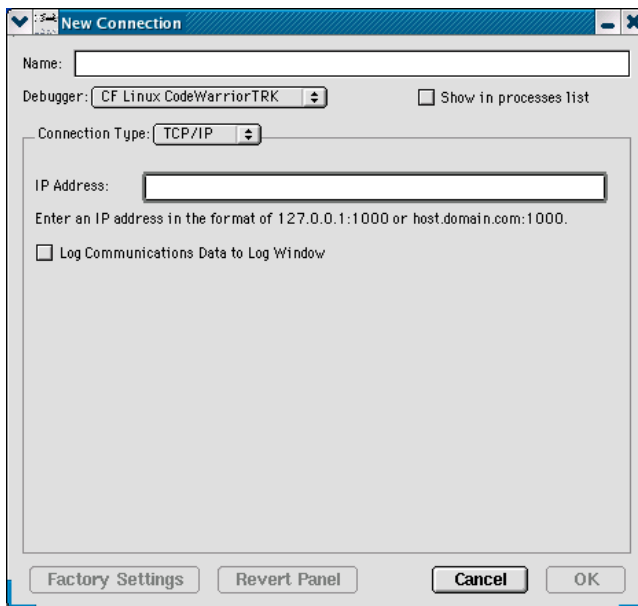 New Connection
Name:
Debugger: CF Linux CodeWarriorTRK Show in processes list
Connection Type: TCP/IP
IP Address:
Enter an IP address in the format of 127.0.0.1:1000 or host.domain.com:1000.
Log Communications Data to Log Window
Factory Settings Revert Panel Cancel OK